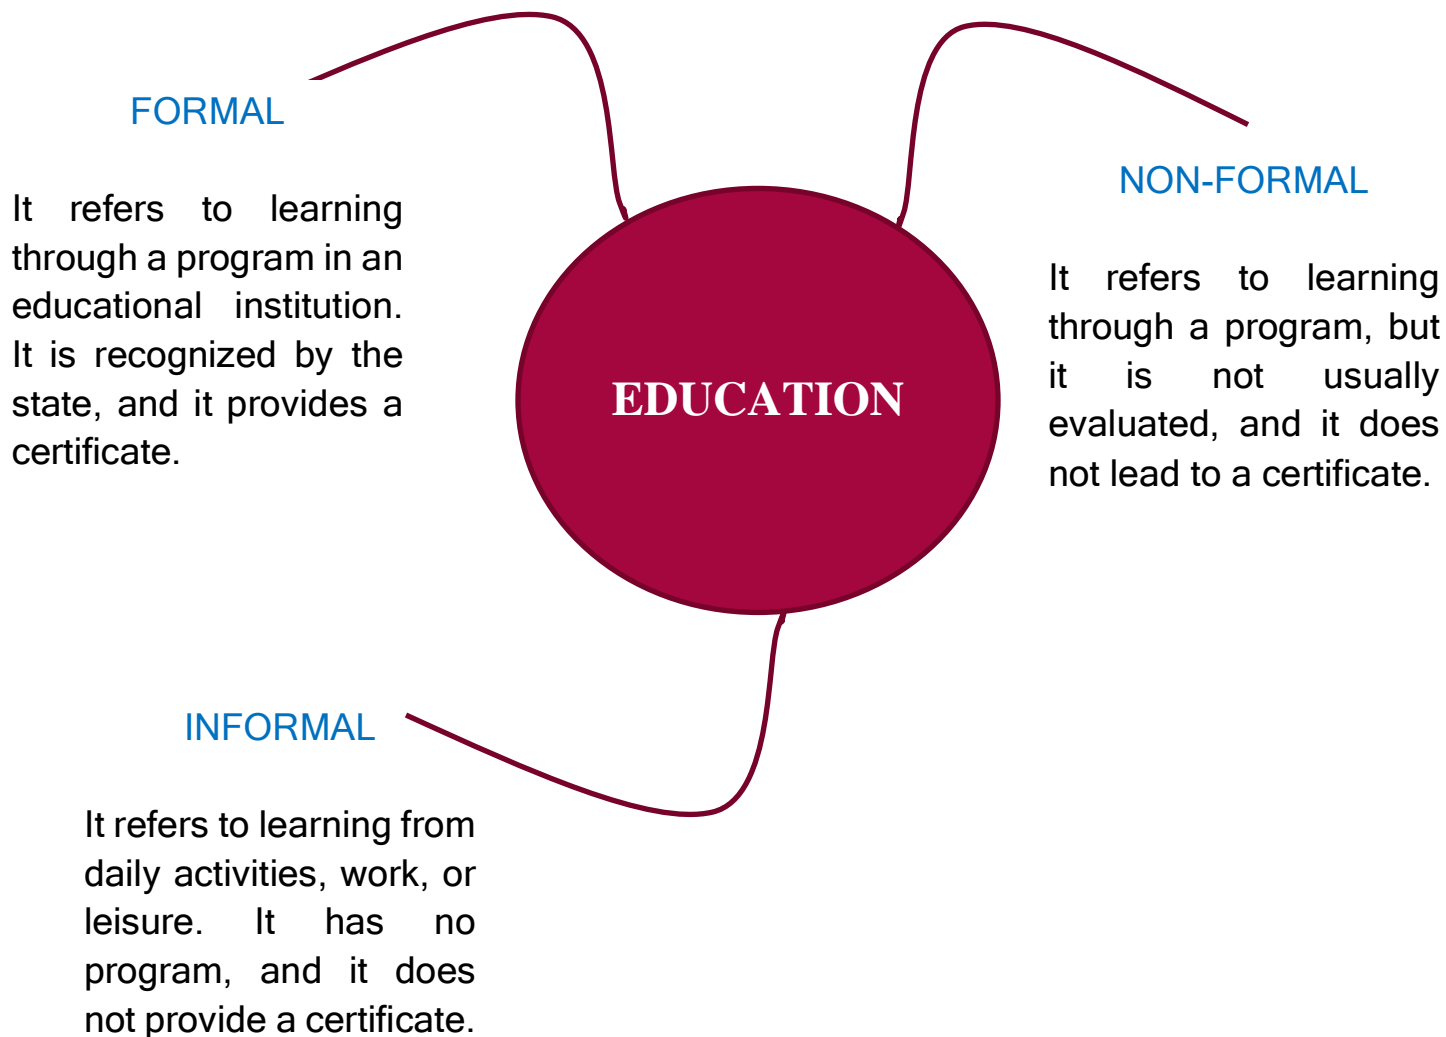 FORMAL
It refers to learning
through a program in an
educational institution.
It is recognized by the
state, and it provides a
certificate.
NON-FORMAL
It refers to learning
through a program, but
it is not usually
evaluated, and it does
not lead to a certificate.
EDUCATION
INFORMAL
It refers to learning from
daily activities, work, or
leisure. It has no
program, and it does
not provide a certificate.